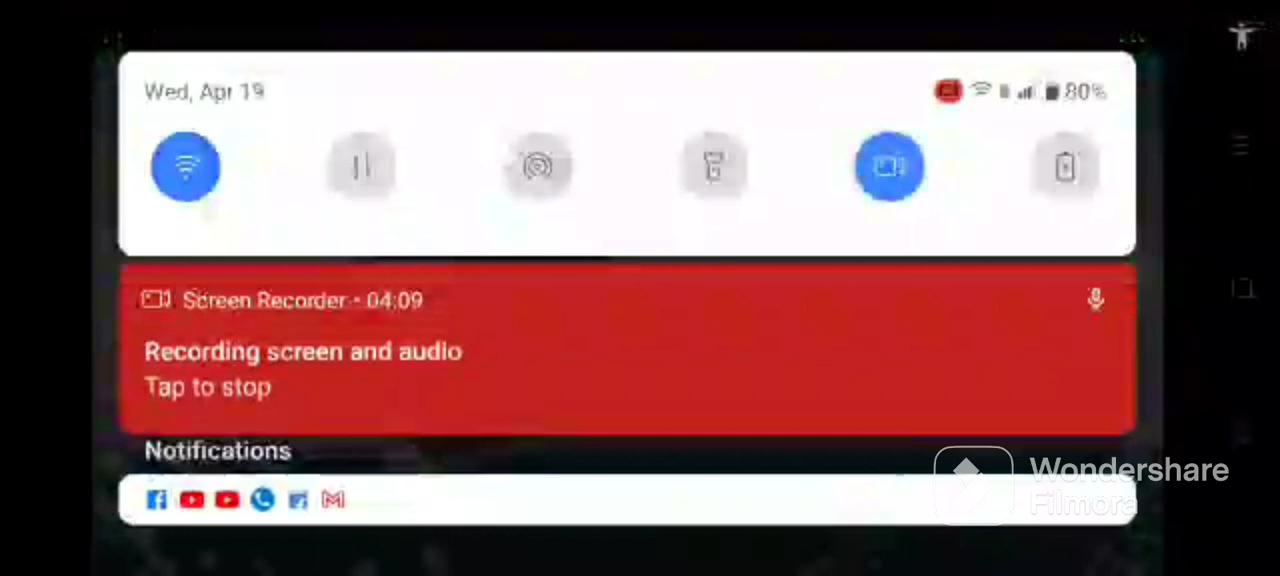 Wed, Apr 19
80%
Screen Recorder • 04:09
Recording screen and audio
Tap to stop
Notifications
Wondershare
Filmora